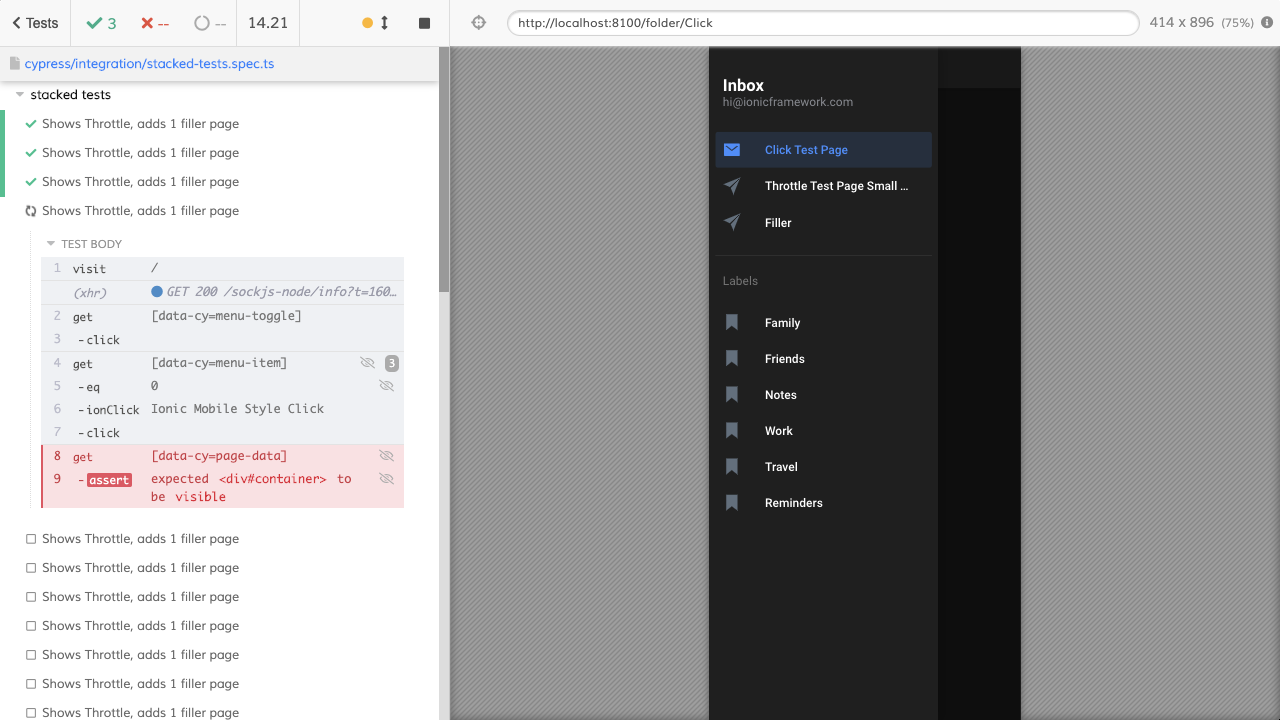 Tests
3
--
--
14.21
http://localhost:8100/folder/Click
414 x 896 (75%)
cypress/integration/stacked-tests.spec.ts
stacked tests
Shows Throttle, adds 1 filler page
Shows Throttle, adds 1 filler page
Shows Throttle, adds 1 filler page
Shows Throttle, adds 1 filler page
TEST BODY
1 visit /
(xhr) GET 200 /sockjs-node/info?t=160…
2 get [data-cy=menu-toggle]
3 -click
4 get [data-cy=menu-item] 3
5 -eq 0
6 -ionClick Ionic Mobile Style Click
7 -click
8 get [data-cy=page-data]
9 -assert expected <div#container> to
be visible
Shows Throttle, adds 1 filler page
Shows Throttle, adds 1 filler page
Shows Throttle, adds 1 filler page
Shows Throttle, adds 1 filler page
Shows Throttle, adds 1 filler page
Shows Throttle, adds 1 filler page
Shows Throttle, adds 1 filler page
Inbox
hi@ionicframework.com
Click Test Page
Throttle Test Page Small ...
Filler
Labels
Family
Friends
Notes
Work
Travel
Reminders